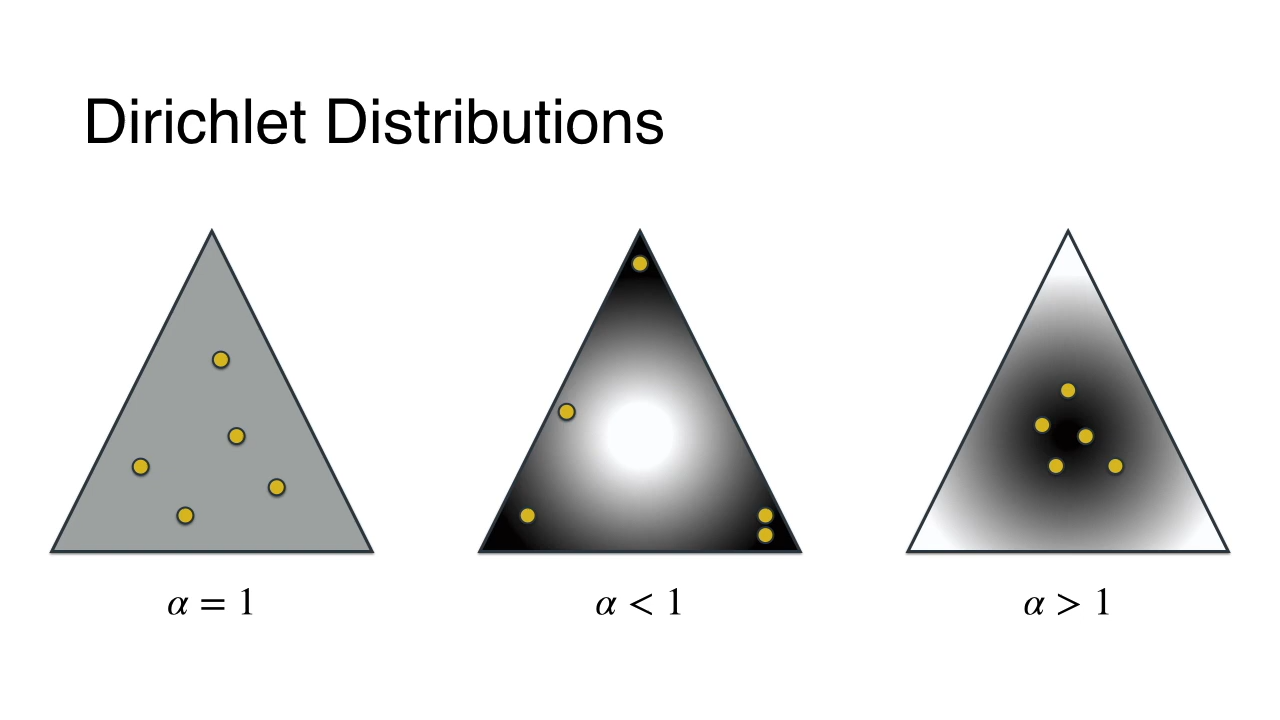 Dirichlet Distributions
α = 1
α < 1
α > 1